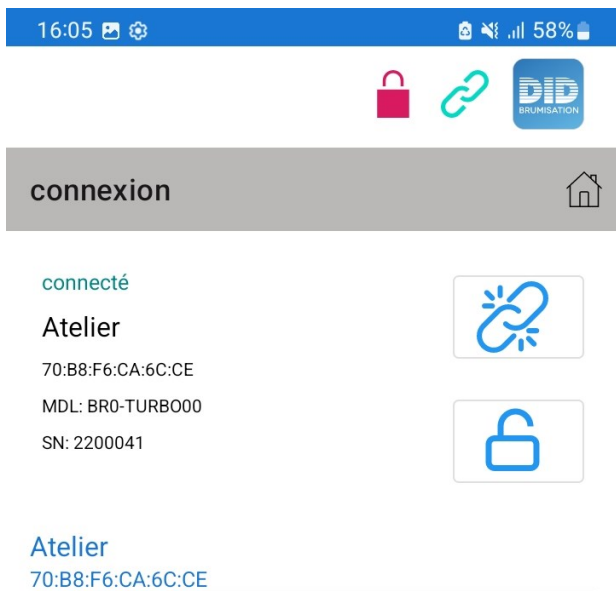 16:05 58%
DID
BRUMISATION
connexion
connecté
Atelier
70:B8:F6:CA:6C:CE
MDL: BR0-TURBO00
SN: 2200041
Atelier
70:B8:F6:CA:6C:CE